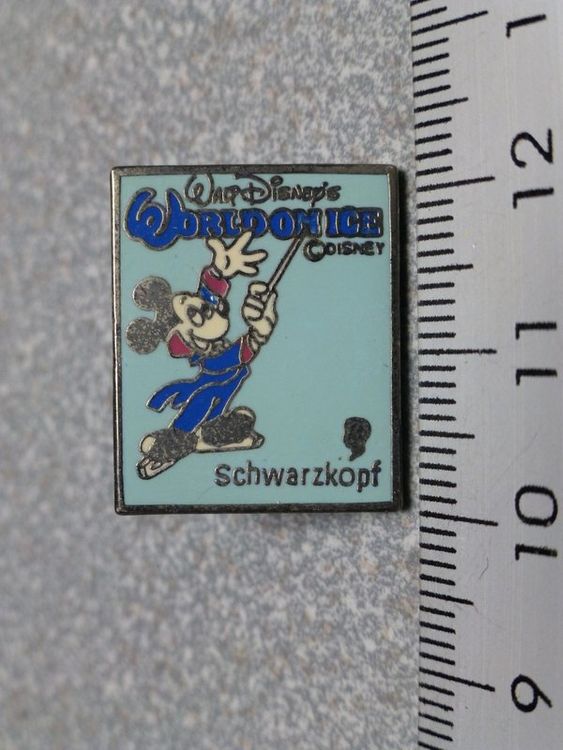 Walt Disney's
WORLD ON ICE
©DISNEY
Schwarzkopf
12
11
10
9